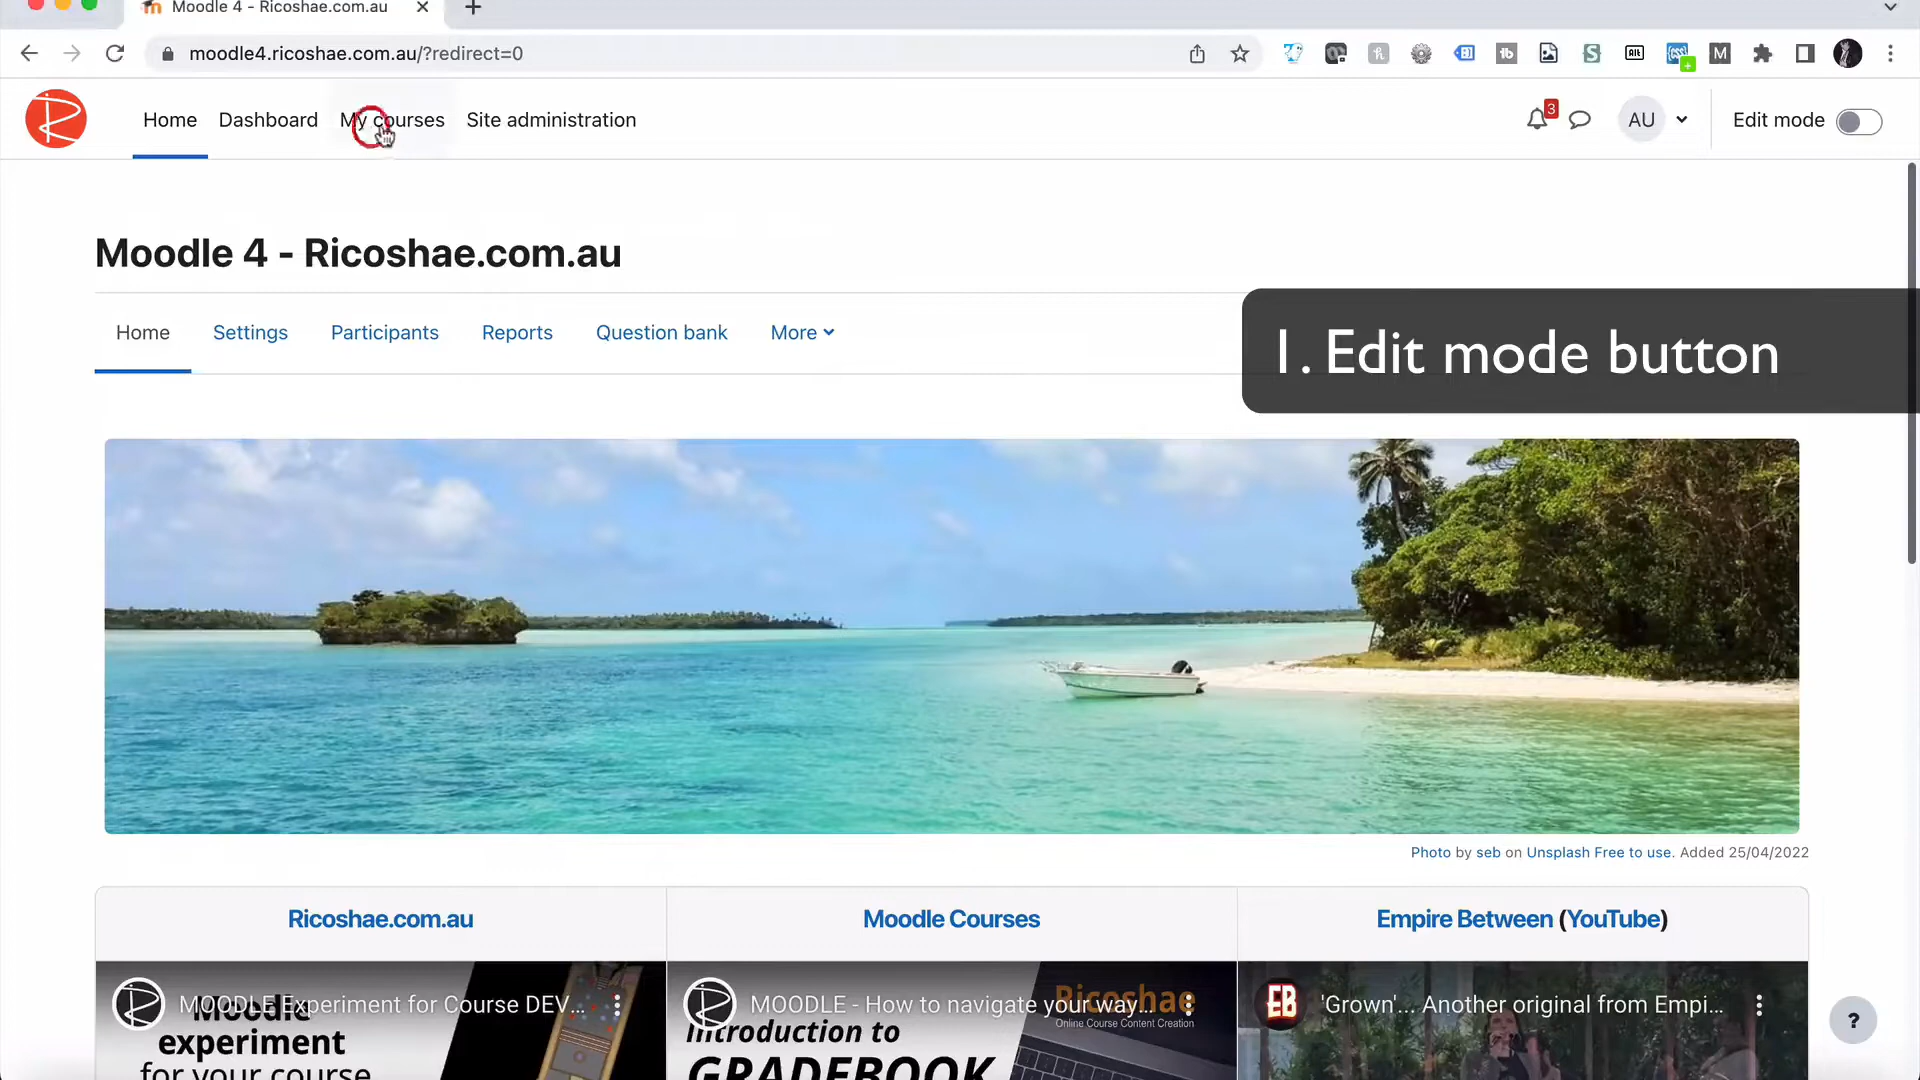 Moodle 4 - Ricoshae.com.au
moodle4.ricoshae.com.au/?redirect=0
Home Dashboard My courses Site administration
3
AU
Edit mode
Moodle 4 - Ricoshae.com.au
Home Settings Participants Reports Question bank More
1. Edit mode button
Photo by seb on Unsplash Free to use. Added 25/04/2022
Ricoshae.com.au
Moodle Courses
Empire Between (YouTube)
MOODLE Experiment for Course DEV...
Moodle
experiment
for your course
MOODLE - How to navigate your way...
Ricoshae
Online Course Content Creation
Introduction to
GRADEBOOK
EB
'Grown'... Another original from Empi...
?